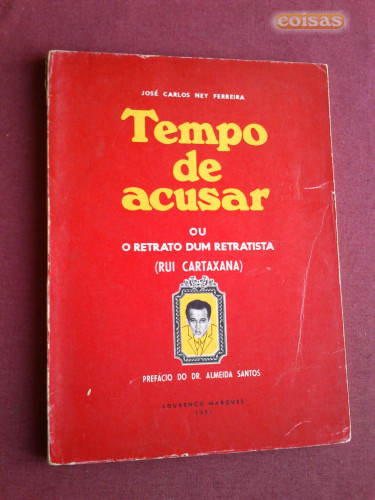 coisas
JOSÉ CARLOS NEY FERREIRA
Tempo
de
acusar
OU
O RETRATO DUM RETRATISTA
(RUI CARTAXANA)
PREFÁCIO DO DR. ALMEIDA SANTOS
LOURENÇO MARQUES
1971